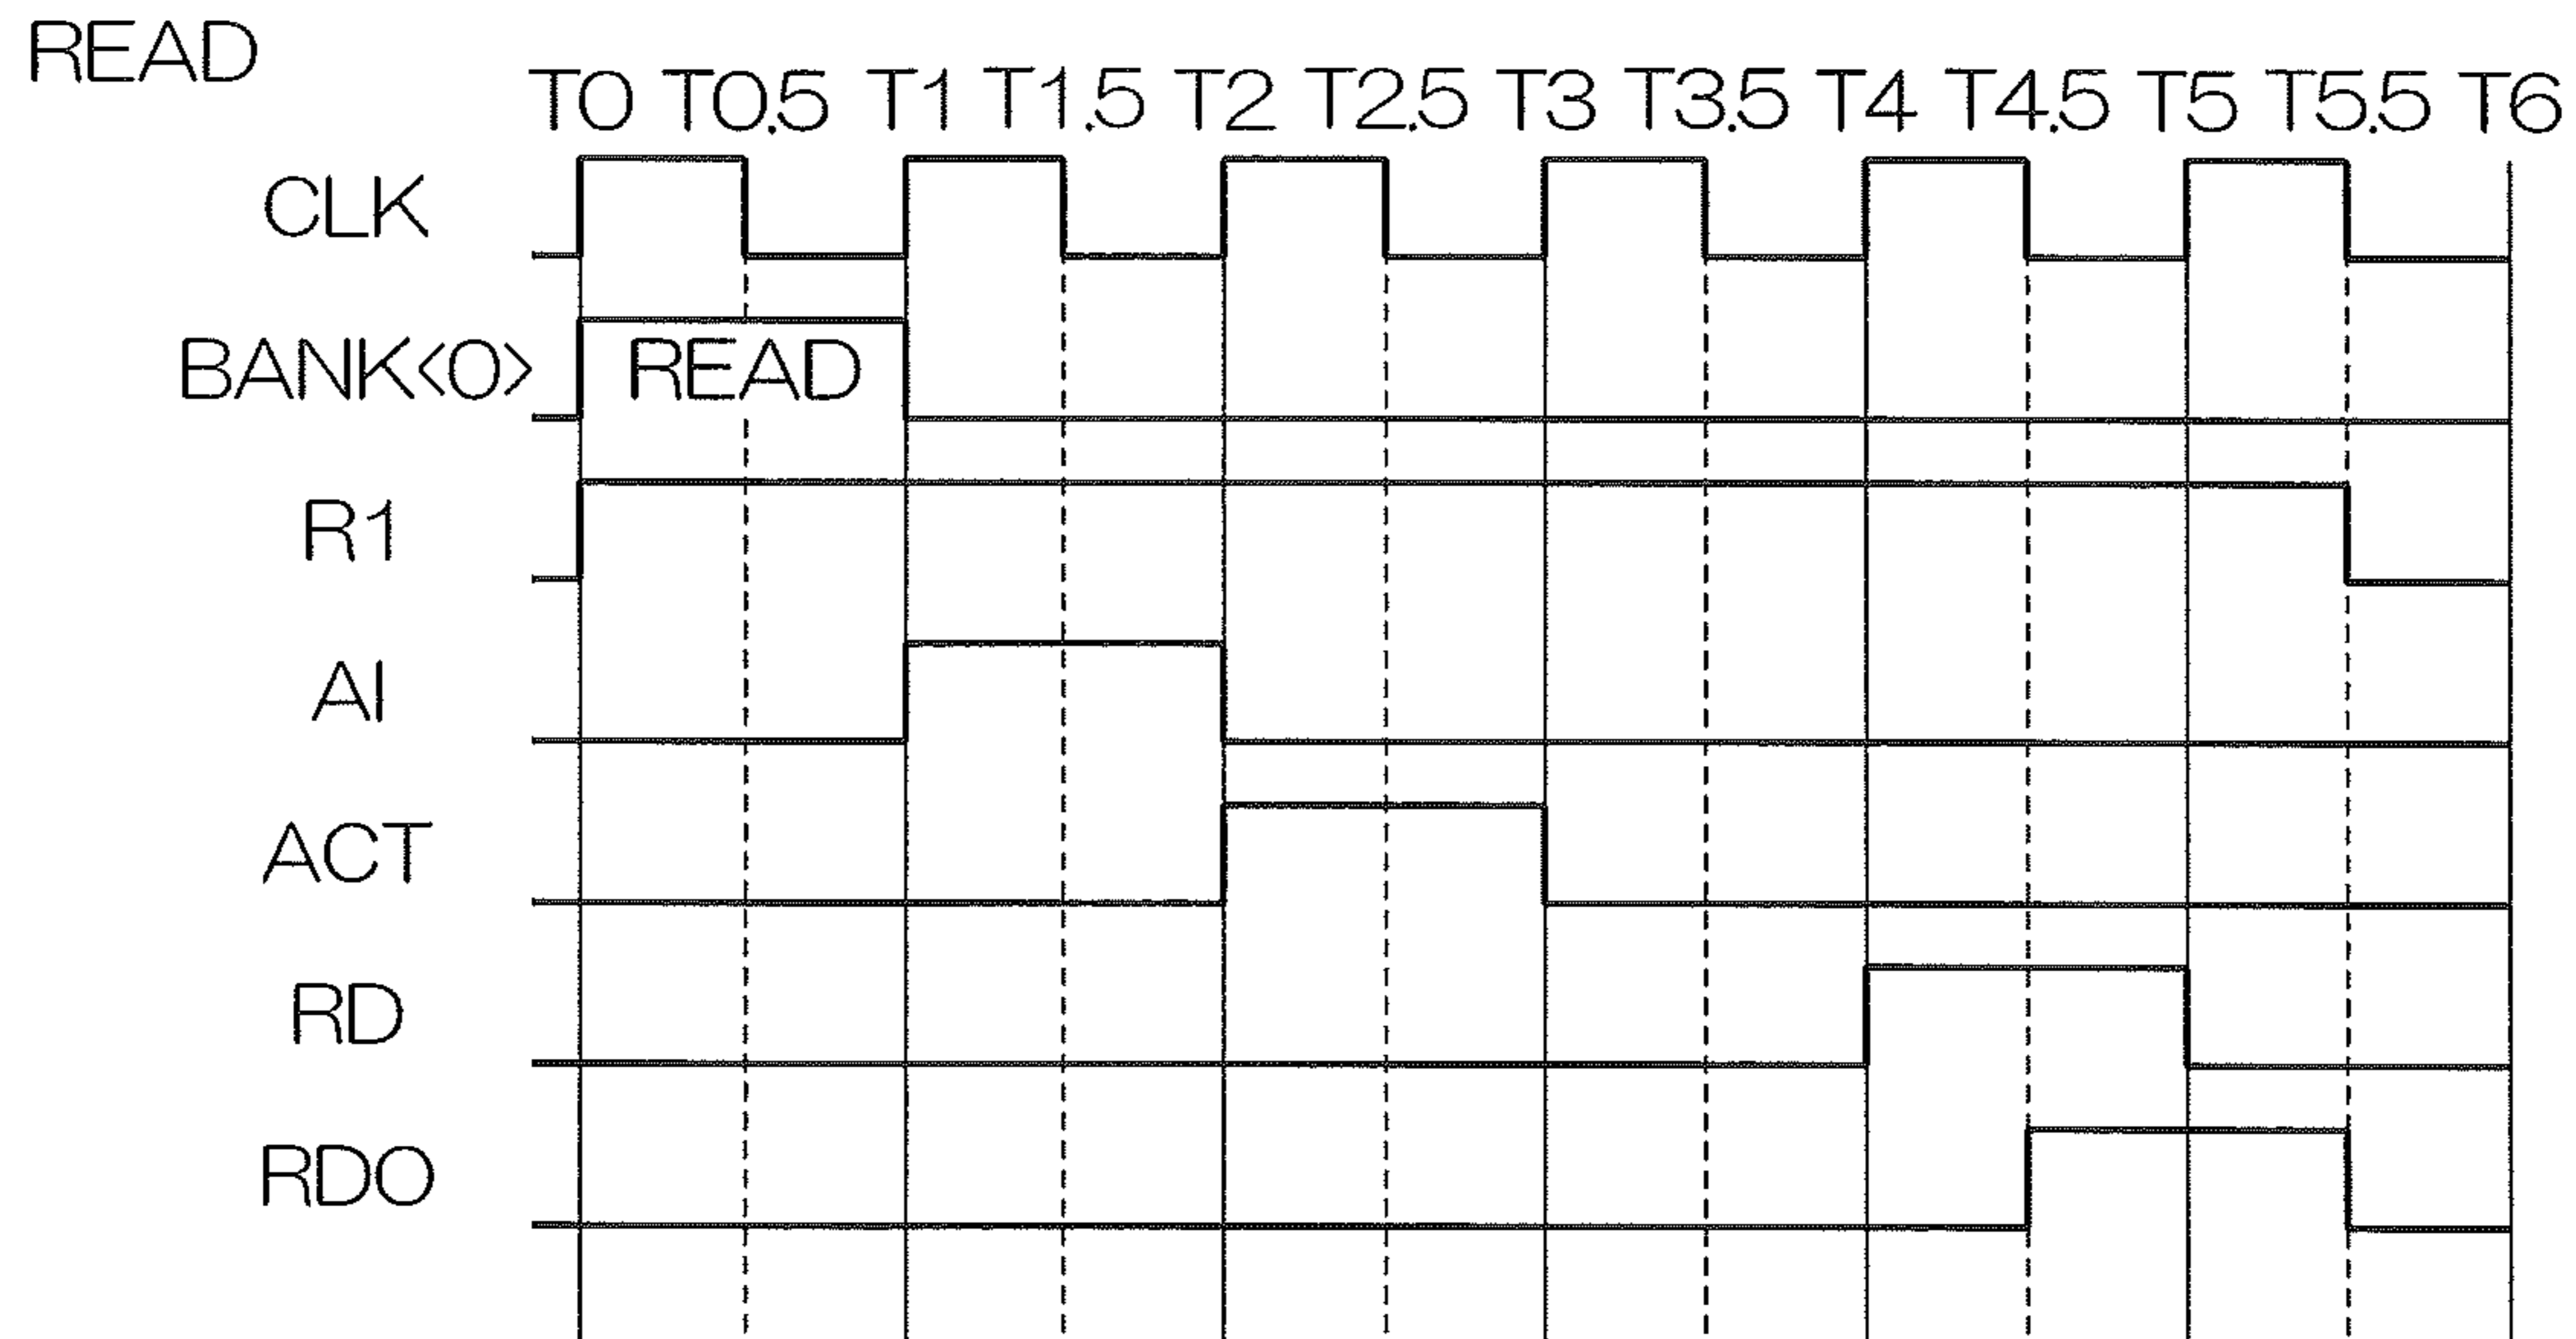 READ
T0 T0.5 T1 T1.5 T2 T2.5 T3 T3.5 T4 T4.5 T5 T5.5 T6
CLK
BANK<0> READ
R1
AI
ACT
RD
RDO